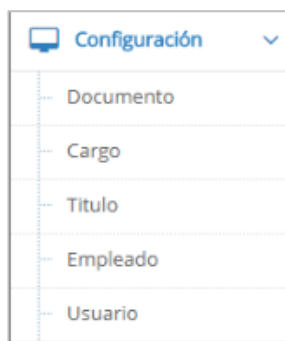 Configuración
Documento
Cargo
Titulo
Empleado
Usuario